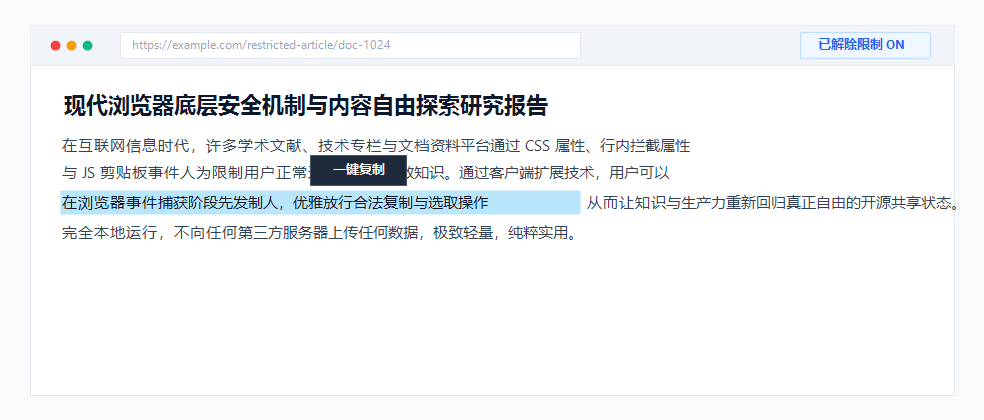 https://example.com/restricted-article/doc-1024
已解除限制 ON
现代浏览器底层安全机制与内容自由探索研究报告
在互联网信息时代，许多学术文献、技术专栏与文档资料平台通过 CSS 属性、行内拦截属性
与 JS 剪贴板事件人为限制用户正常 知识。通过客户端扩展技术，用户可以
一键复制
在浏览器事件捕获阶段先发制人，优雅放行合法复制与选取操作 从而让知识与生产力重新回归真正自由的开源共享状态。
完全本地运行，不向任何第三方服务器上传任何数据，极致轻量，纯粹实用。